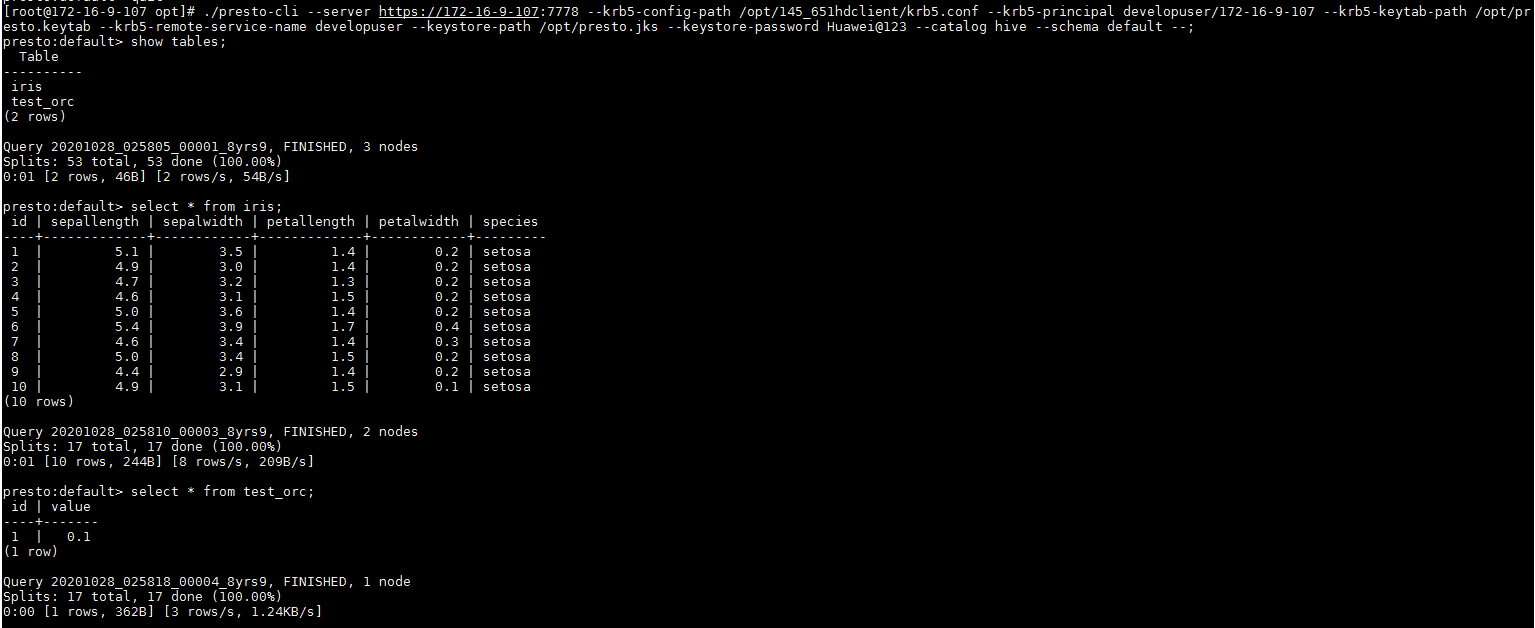 [root@172-16-9-107 opt]# ./presto-cli --server https://172-16-9-107:7778 --krb5-config-path /opt/145_651hdclient/krb5.conf --krb5-principal developuser/172-16-9-107 --krb5-keytab-path /opt/pr
esto.keytab --krb5-remote-service-name developuser --keystore-path /opt/presto.jks --keystore-password Huawei@123 --catalog hive --schema default --;
presto:default> show tables;
  Table
----------
 iris
 test_orc
(2 rows)

Query 20201028_025805_00001_8yrs9, FINISHED, 3 nodes
Splits: 53 total, 53 done (100.00%)
0:01 [2 rows, 46B] [2 rows/s, 54B/s]

presto:default> select * from iris;
 id | sepallength | sepalwidth | petallength | petalwidth | species
----+-------------+------------+-------------+------------+---------
 1  |         5.1 |        3.5 |         1.4 |        0.2 | setosa
 2  |         4.9 |        3.0 |         1.4 |        0.2 | setosa
 3  |         4.7 |        3.2 |         1.3 |        0.2 | setosa
 4  |         4.6 |        3.1 |         1.5 |        0.2 | setosa
 5  |         5.0 |        3.6 |         1.4 |        0.2 | setosa
 6  |         5.4 |        3.9 |         1.7 |        0.4 | setosa
 7  |         4.6 |        3.4 |         1.4 |        0.3 | setosa
 8  |         5.0 |        3.4 |         1.5 |        0.2 | setosa
 9  |         4.4 |        2.9 |         1.4 |        0.2 | setosa
 10 |         4.9 |        3.1 |         1.5 |        0.1 | setosa
(10 rows)

Query 20201028_025810_00003_8yrs9, FINISHED, 2 nodes
Splits: 17 total, 17 done (100.00%)
0:01 [10 rows, 244B] [8 rows/s, 209B/s]

presto:default> select * from test_orc;
 id | value
----+-------
 1  |   0.1
(1 row)

Query 20201028_025818_00004_8yrs9, FINISHED, 1 node
Splits: 17 total, 17 done (100.00%)
0:00 [1 rows, 362B] [3 rows/s, 1.24KB/s]